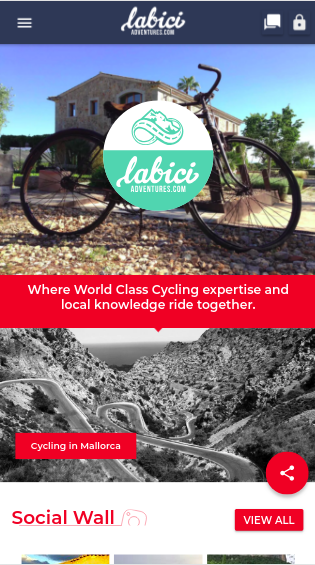 labici
ADVENTURES.COM
labici
ADVENTURES.COM
Where World Class Cycling expertise and
local knowledge ride together.
Cycling in Mallorca
Social Wall
VIEW ALL